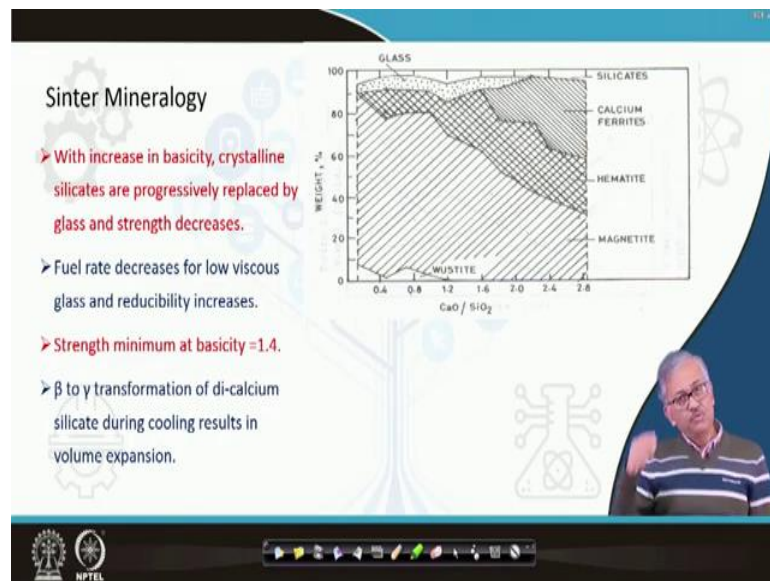 Sinter Mineralogy
➤With increase in basicity, crystalline
silicates are progressively replaced by
glass and strength decreases.
➤Fuel rate decreases for low viscous
glass and reducibility increases.
➤Strength minimum at basicity =1.4.
➤β to γ transformation of di-calcium
silicate during cooling results in
volume expansion.
GLASS
SILICATES
CALCIUM
FERRITES
HEMATITE
MAGNETITE
WUSTITE
WEIGHT, %
100
80
60
40
20
0
0.4 0.8 1.2 1.6 2.0 2.4 2.8
CaO / SiO₂
NPTEL